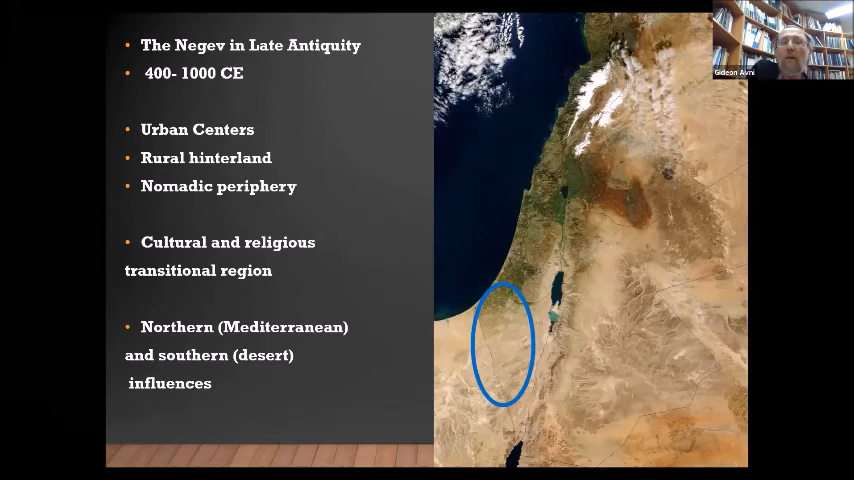 • The Negev in Late Antiquity
• 400- 1000 CE
• Urban Centers
• Rural hinterland
• Nomadic periphery
• Cultural and religious
transitional region
• Northern (Mediterranean)
and southern (desert)
influences
Gideon Avni